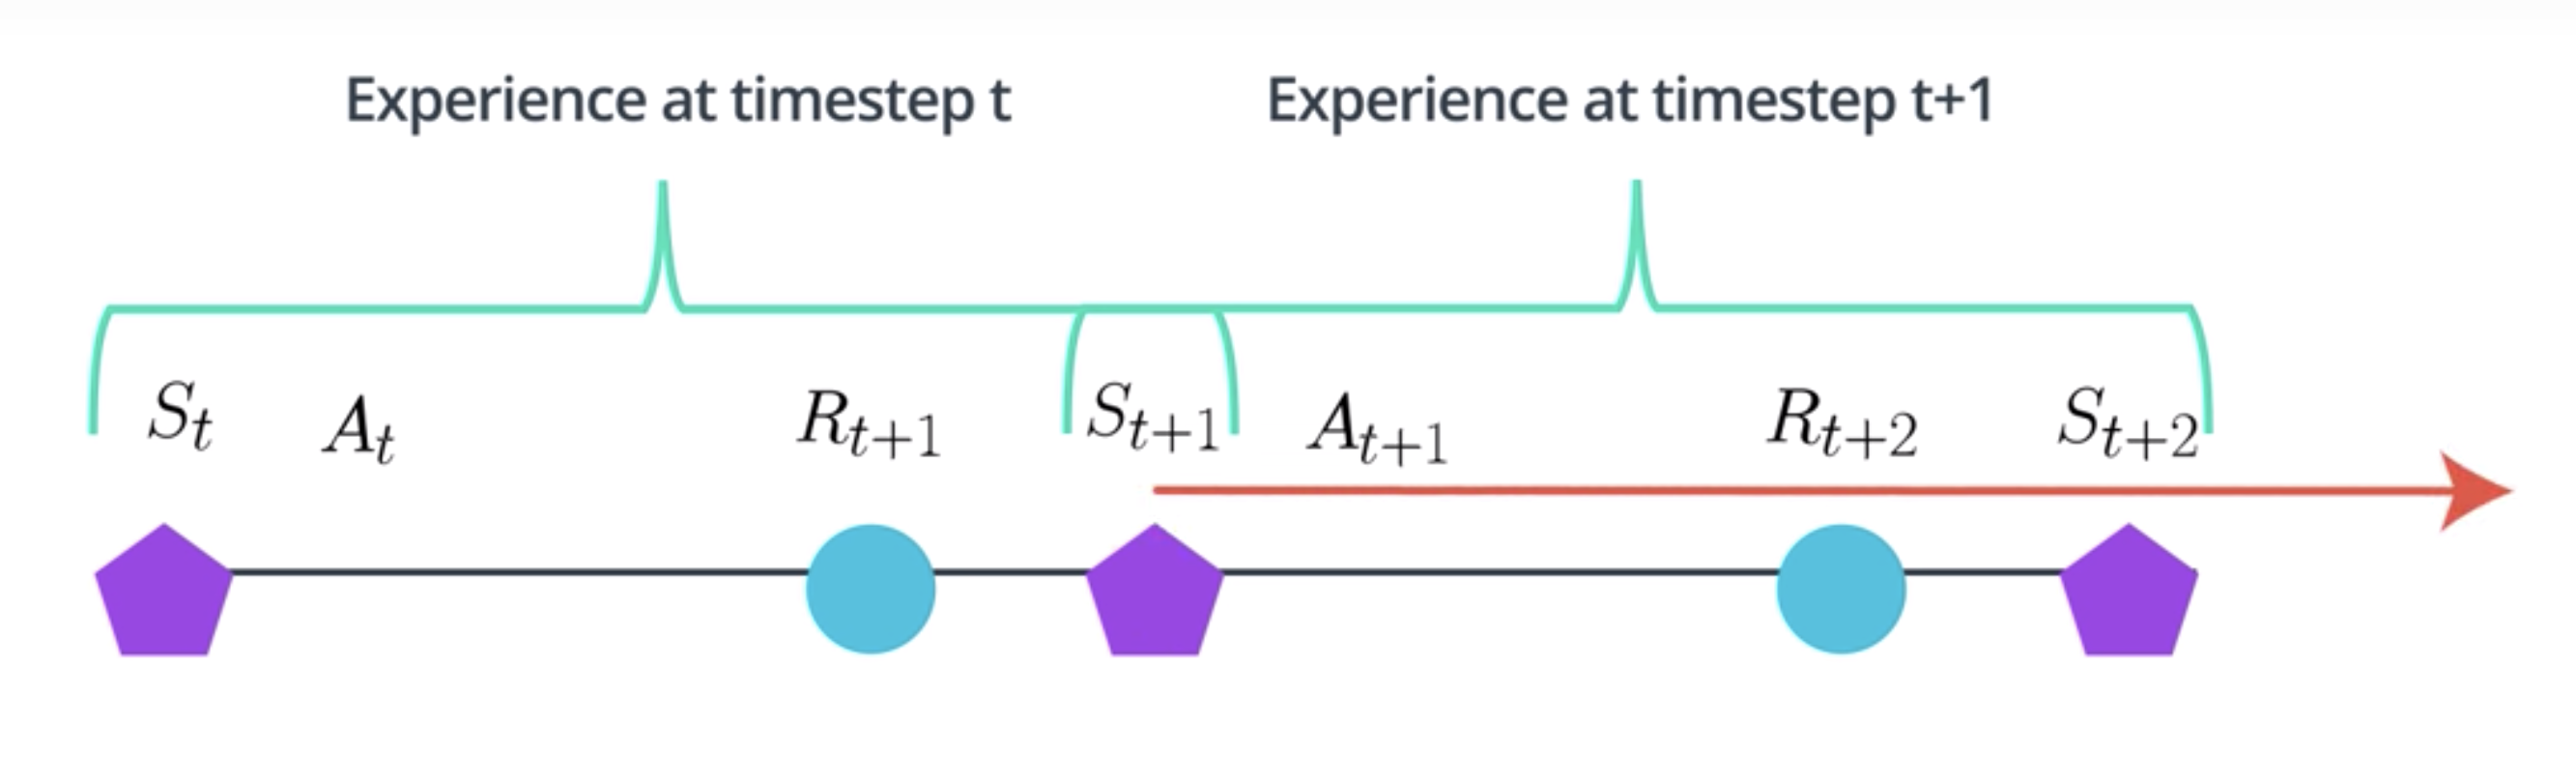 Experience at timestep t Experience at timestep t+1
S_t A_t R_{t+1} S_{t+1} A_{t+1} R_{t+2} S_{t+2}